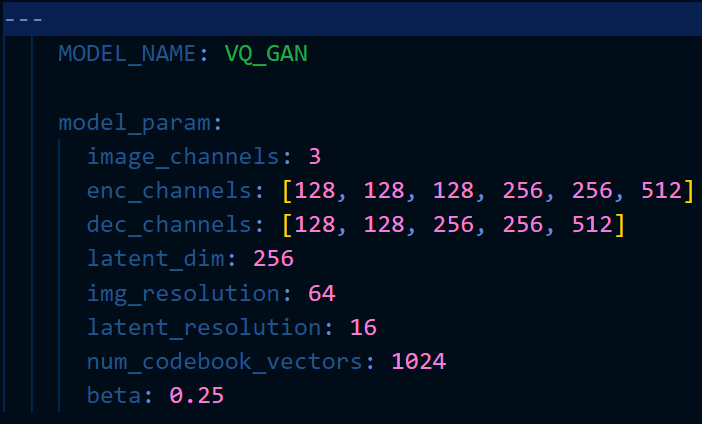 ---
MODEL_NAME: VQ_GAN
model_param:
image_channels: 3
enc_channels: [128, 128, 128, 256, 256, 512]
dec_channels: [128, 128, 256, 256, 512]
latent_dim: 256
img_resolution: 64
latent_resolution: 16
num_codebook_vectors: 1024
beta: 0.25